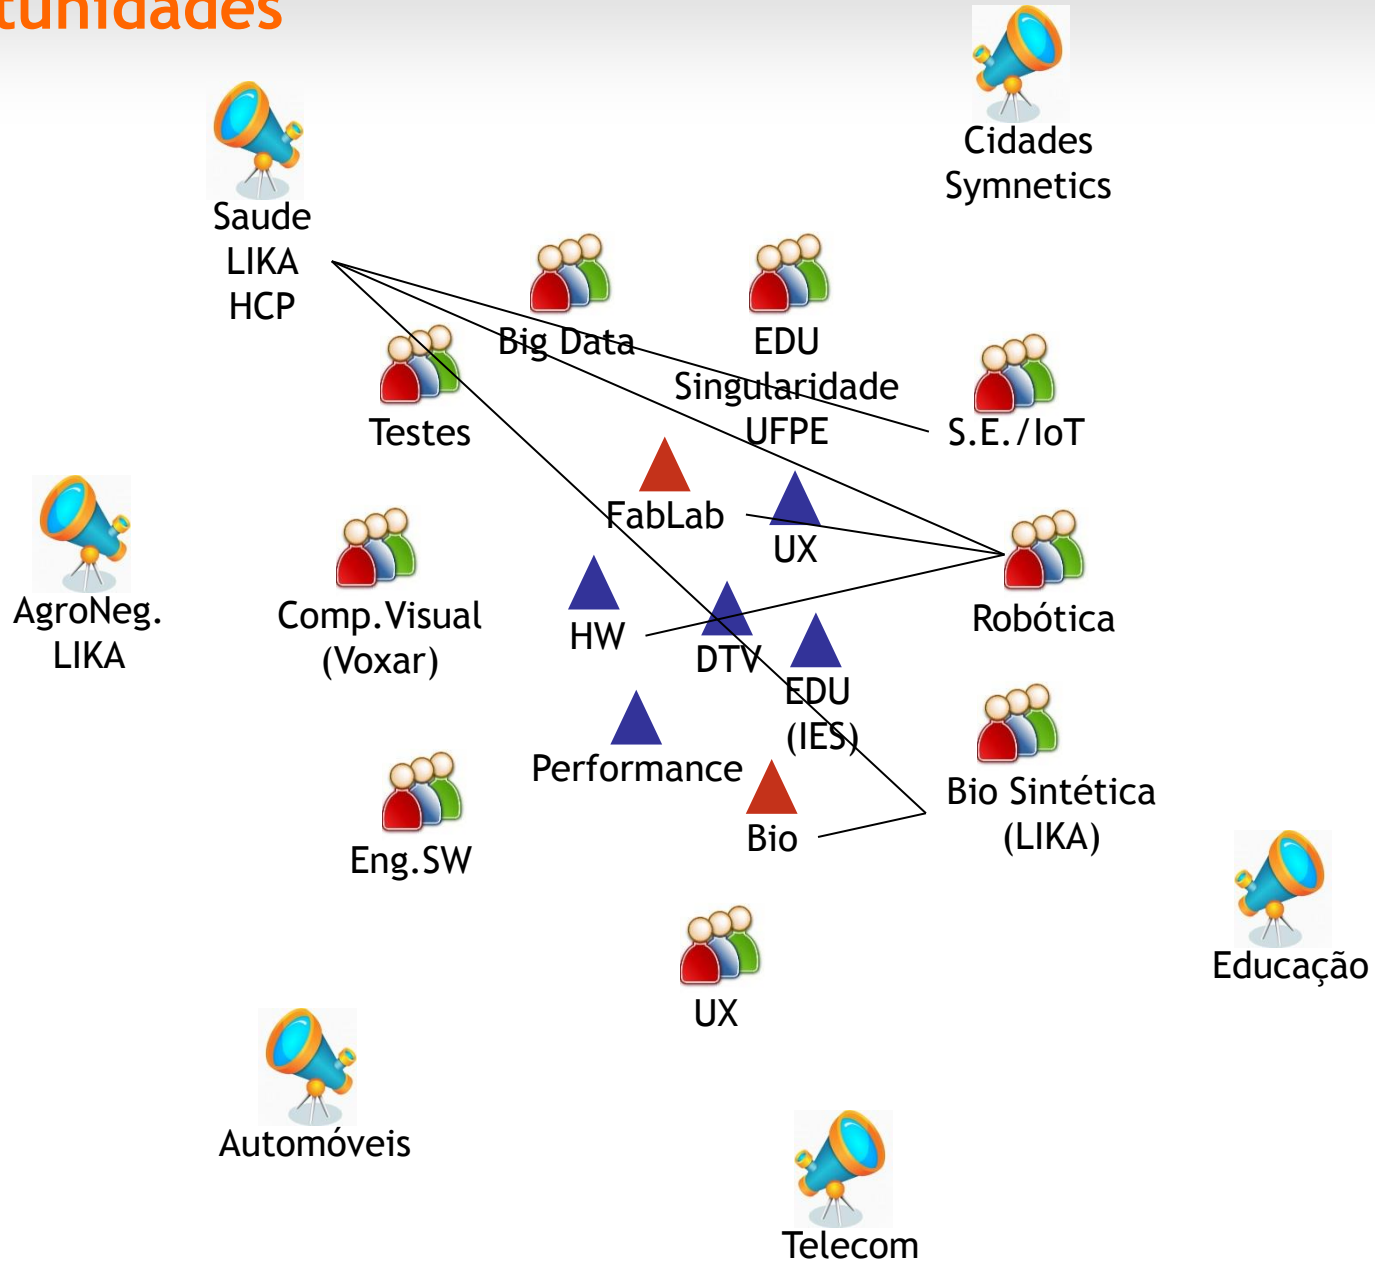 tunidades
Cidades
Symnetics
Saude
LIKA
HCP
Big Data
EDU
Singularidade
UFPE
Testes
S.E./IoT
FabLab
UX
AgroNeg.
LIKA
Comp.Visual
(Voxar)
HW
DTV
EDU
(IES)
Robótica
Performance
Bio
Bio Sintética
(LIKA)
Eng.SW
Educação
UX
Automóveis
Telecom